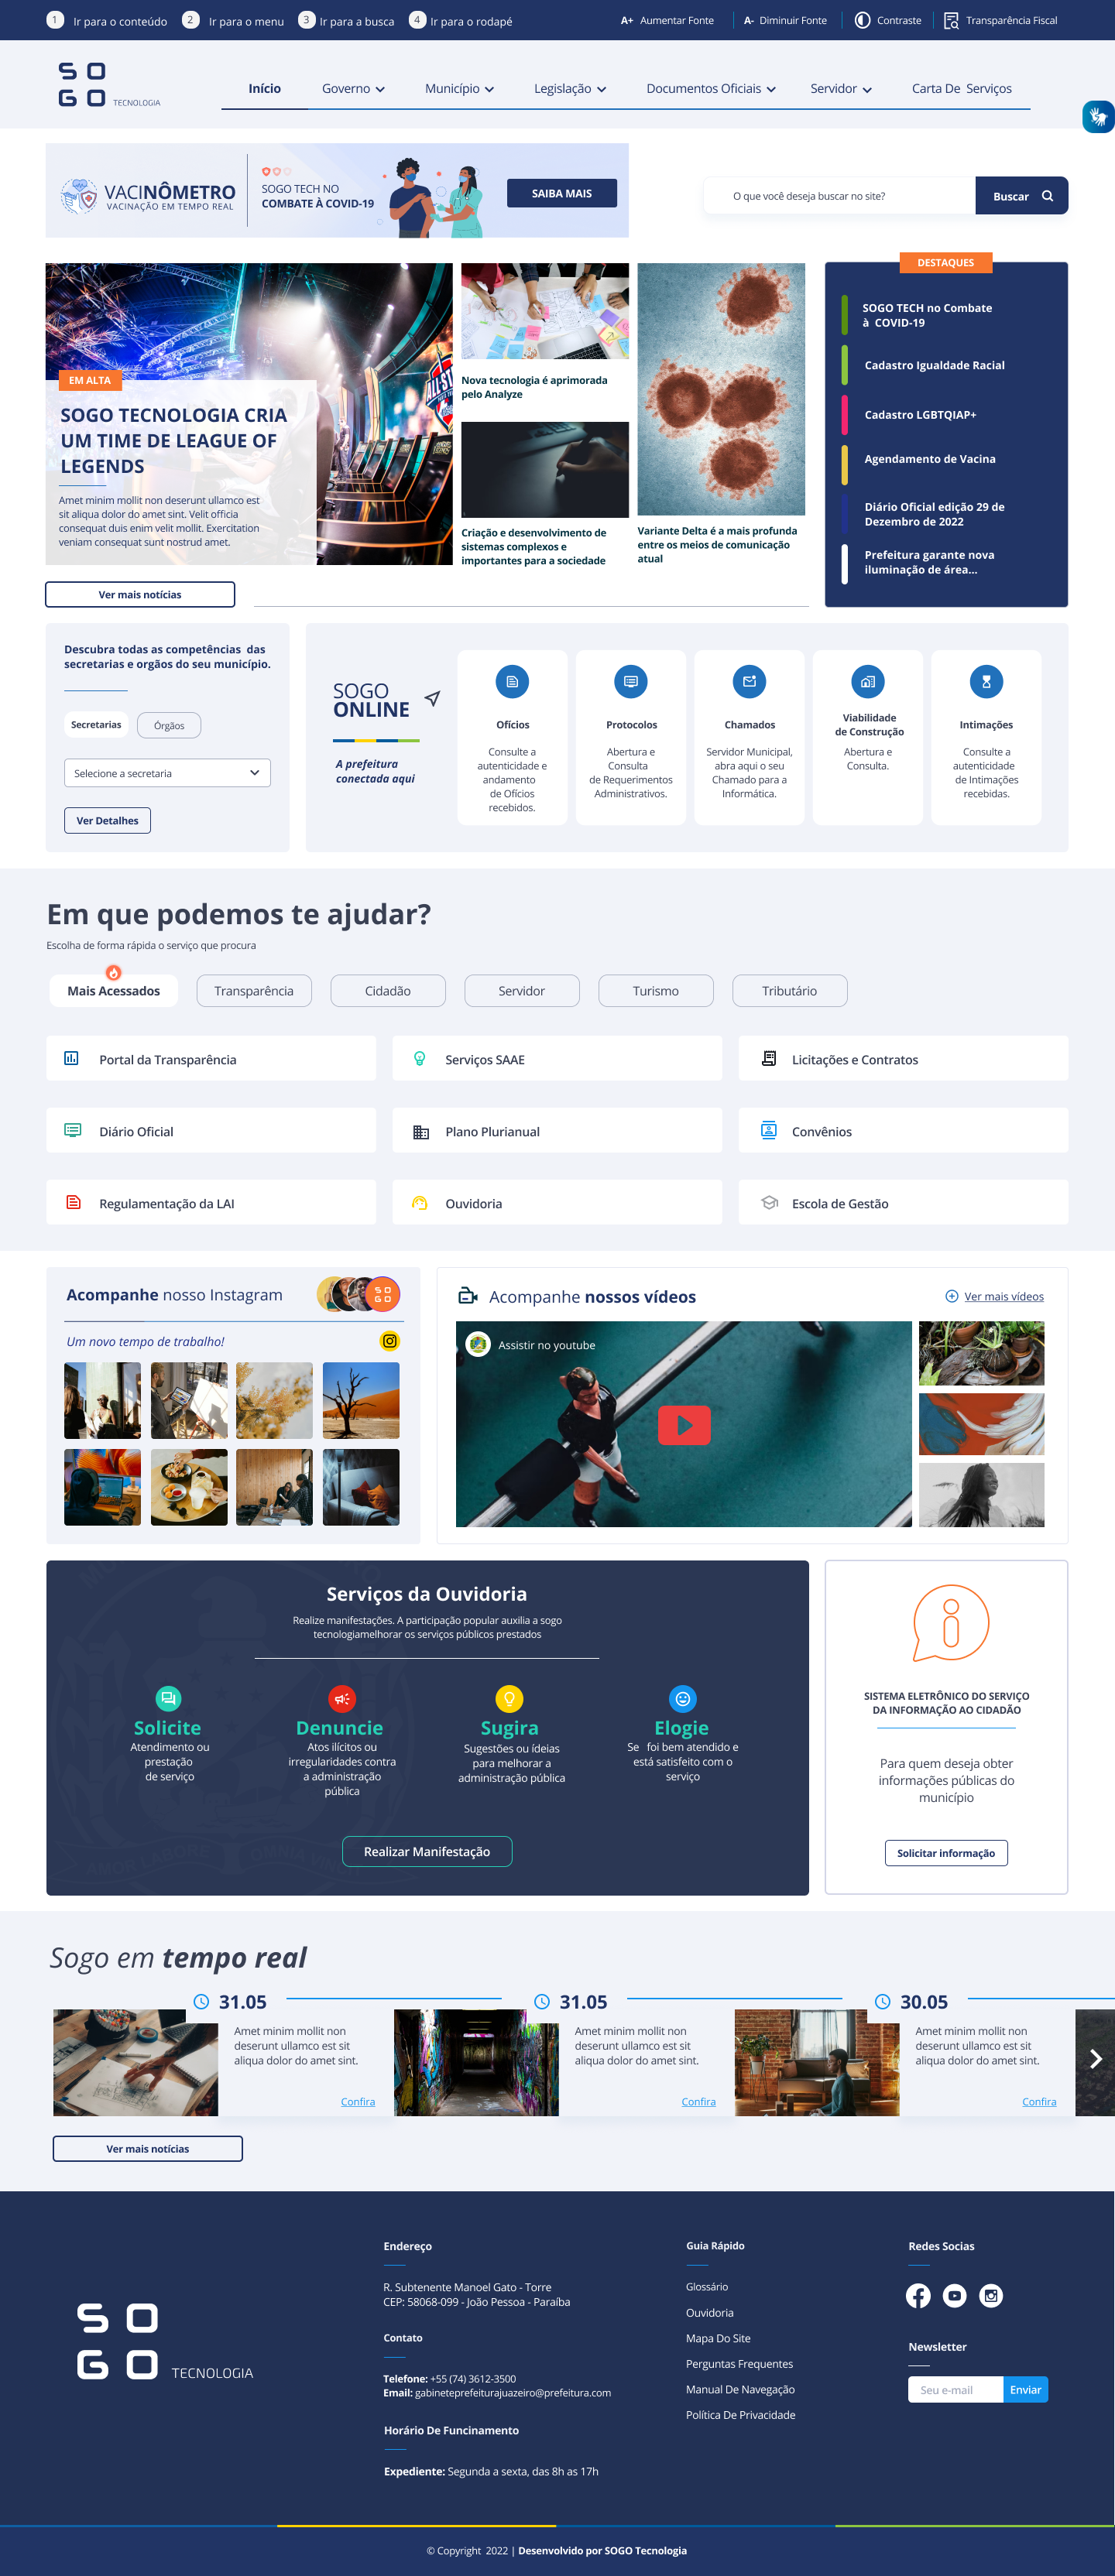 1 Ir para o conteúdo
2 Ir para o menu
3 Ir para a busca
4 Ir para o rodapé
A+ Aumentar Fonte
A- Diminuir Fonte
Contraste
Transparência Fiscal
SOGO TECNOLOGIA
Início
Governo
Município
Legislação
Documentos Oficiais
Servidor
Carta De Serviços
VACINÔMETRO
VACINAÇÃO EM TEMPO REAL
SOGO TECH NO
COMBATE À COVID-19
SAIBA MAIS
O que você deseja buscar no site?
Buscar
EM ALTA
SOGO TECNOLOGIA CRIA
UM TIME DE LEAGUE OF
LEGENDS
Amet minim mollit non deserunt ullamco est
sit aliqua dolor do amet sint. Velit officia
consequat duis enim velit mollit. Exercitation
veniam consequat sunt nostrud amet.
Nova tecnologia é aprimorada
pelo Analyze
Criação e desenvolvimento de
sistemas complexos e
importantes para a sociedade
Variante Delta é a mais profunda
entre os meios de comunicação
atual
DESTAQUES
SOGO TECH no Combate
à COVID-19
Cadastro Igualdade Racial
Cadastro LGBTQIAP+
Agendamento de Vacina
Diário Oficial edição 29 de
Dezembro de 2022
Prefeitura garante nova
iluminação de área...
Ver mais notícias
Descubra todas as competências das
secretarias e orgãos do seu município.
Secretarias
Órgãos
Selecione a secretaria
Ver Detalhes
SOGO
ONLINE
A prefeitura
conectada aqui
Ofícios
Consulte a
autenticidade e
andamento
de Ofícios
recebidos.
Protocolos
Abertura e
Consulta
de Requerimentos
Administrativos.
Chamados
Servidor Municipal,
abra aqui o seu
Chamado para a
Informática.
Viabilidade
de Construção
Abertura e
Consulta.
Intimações
Consulte a
autenticidade
de Intimações
recebidas.
Em que podemos te ajudar?
Escolha de forma rápida o serviço que procura
Mais Acessados
Transparência
Cidadão
Servidor
Turismo
Tributário
Portal da Transparência
Serviços SAAE
Licitações e Contratos
Diário Oficial
Plano Plurianual
Convênios
Regulamentação da LAI
Ouvidoria
Escola de Gestão
Acompanhe nosso Instagram
SOGO
Um novo tempo de trabalho!
Acompanhe nossos vídeos
Ver mais vídeos
Assistir no youtube
Serviços da Ouvidoria
Realize manifestações. A participação popular auxilia a sogo
tecnologiamelhorar os serviços públicos prestados
Solicite
Atendimento ou
prestação
de serviço
Denuncie
Atos ilícitos ou
irregularidades contra
a administração
pública
Sugira
Sugestões ou ídeias
para melhorar a
administração pública
Elogie
Se foi bem atendido e
está satisfeito com o
serviço
Realizar Manifestação
SISTEMA ELETRÔNICO DO SERVIÇO
DA INFORMAÇÃO AO CIDADÃO
Para quem deseja obter
informações públicas do
município
Solicitar informação
Sogo em tempo real
31.05
Amet minim mollit non
deserunt ullamco est sit
aliqua dolor do amet sint.
Confira
31.05
Amet minim mollit non
deserunt ullamco est sit
aliqua dolor do amet sint.
Confira
30.05
Amet minim mollit non
deserunt ullamco est sit
aliqua dolor do amet sint.
Confira
Ver mais notícias
SOGO TECNOLOGIA
Endereço
R. Subtenente Manoel Gato - Torre
CEP: 58068-099 - João Pessoa - Paraíba
Contato
Telefone: +55 (74) 3612-3500
Email: gabineteprefeiturajuazeiro@prefeitura.com
Horário De Funcinamento
Expediente: Segunda a sexta, das 8h as 17h
Guia Rápido
Glossário
Ouvidoria
Mapa Do Site
Perguntas Frequentes
Manual De Navegação
Política De Privacidade
Redes Socias
Newsletter
Seu e-mail
Enviar
© Copyright 2022 | Desenvolvido por SOGO Tecnologia